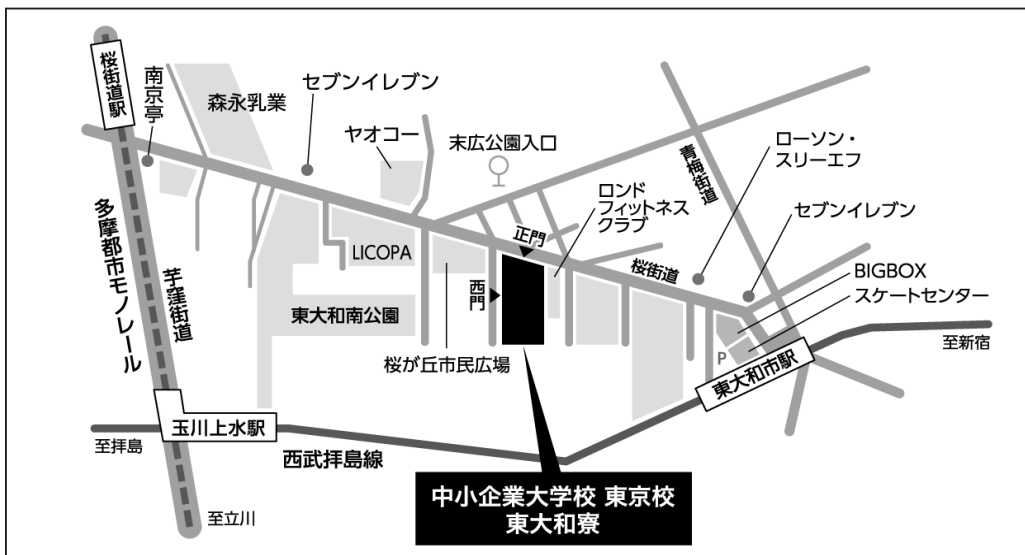 桜街道駅
南京亭
森永乳業
セブンイレブン
ヤオコー
末広公園入口
ロンド
フィットネス
クラブ
青梅街道
ローソン・
スリーエフ
セブンイレブン
多摩都市モノレール
芋窪街道
LICOPA
正門
西門
桜街道
BIGBOX
スケートセンター
東大和南公園
桜が丘市民広場
P
東大和市駅
至新宿
玉川上水駅
至拝島
西武拝島線
至立川
中小企業大学校 東京校
東大和寮